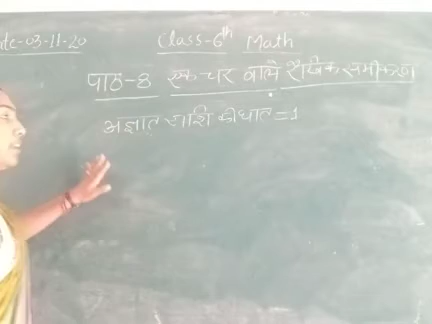 Date-03-11-20 Class-6th Math
पाठ-8 एक चर वाले रैखिक समीकरण
अज्ञात राशि की घात = 1